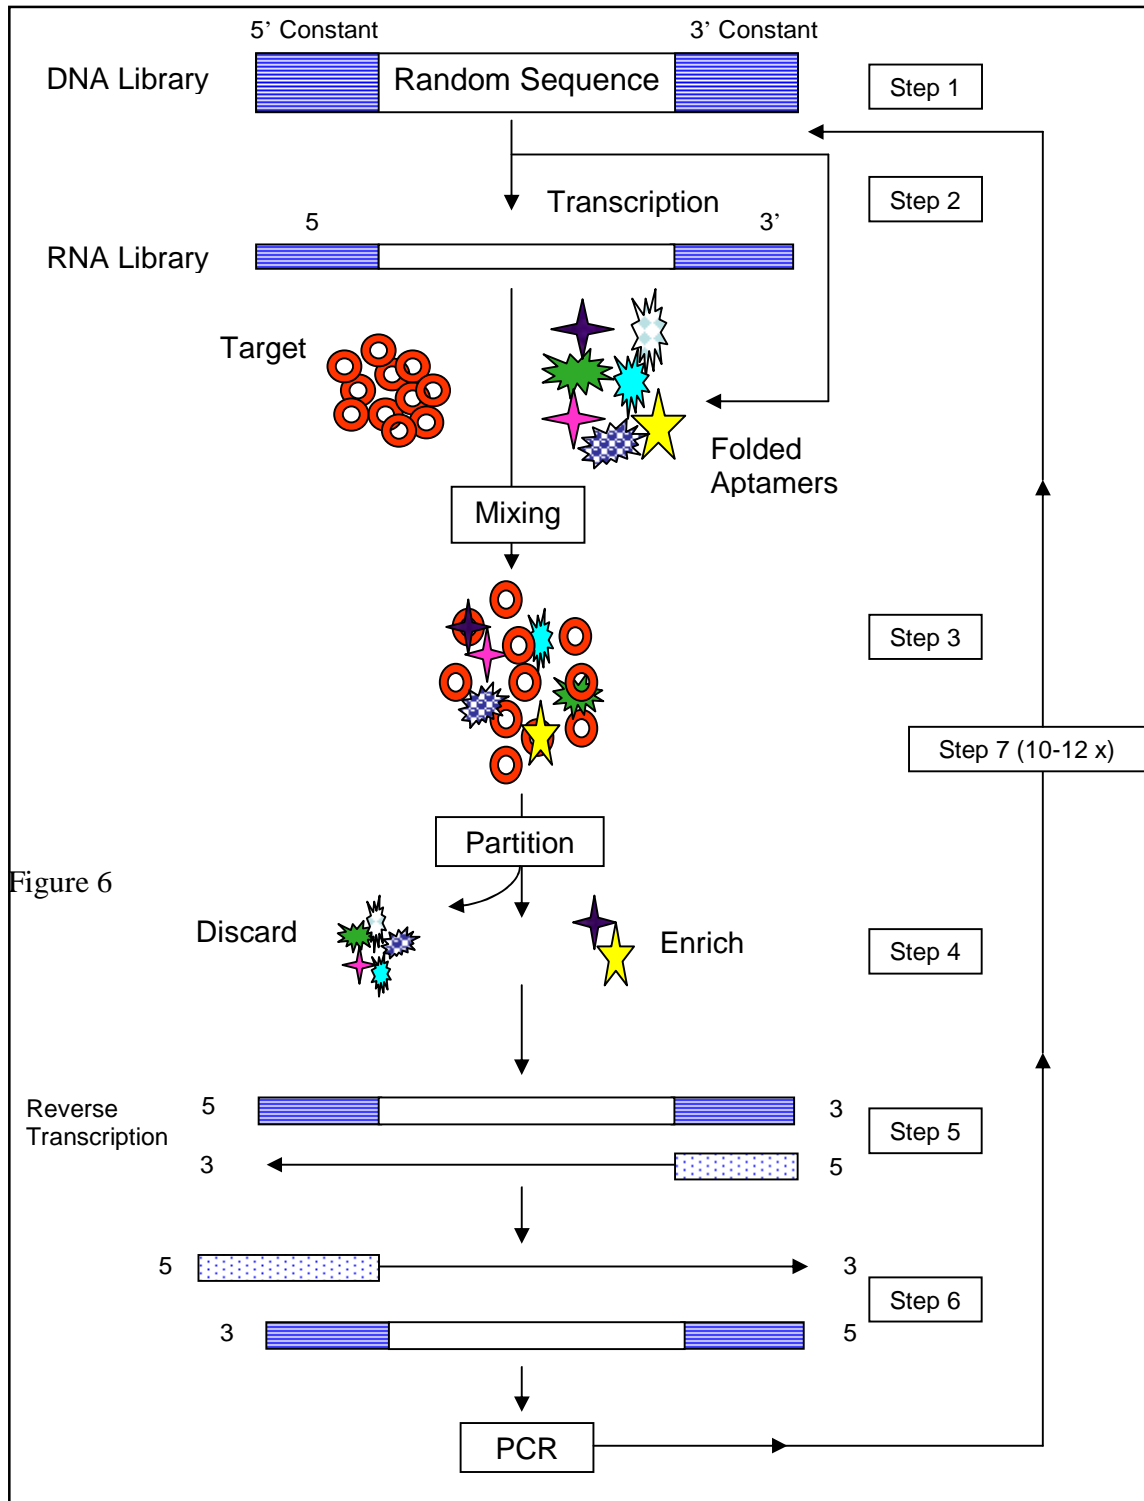 5’ Constant
3’ Constant
DNA Library
Random Sequence
Step 1
Transcription
Step 2
5
3’
RNA Library
Target
Folded
Aptamers
Mixing
Step 3
Step 7 (10-12 x)
Partition
Figure 6
Discard
Enrich
Step 4
Reverse
Transcription
5
3
Step 5
3
5
5
3
Step 6
3
5
PCR